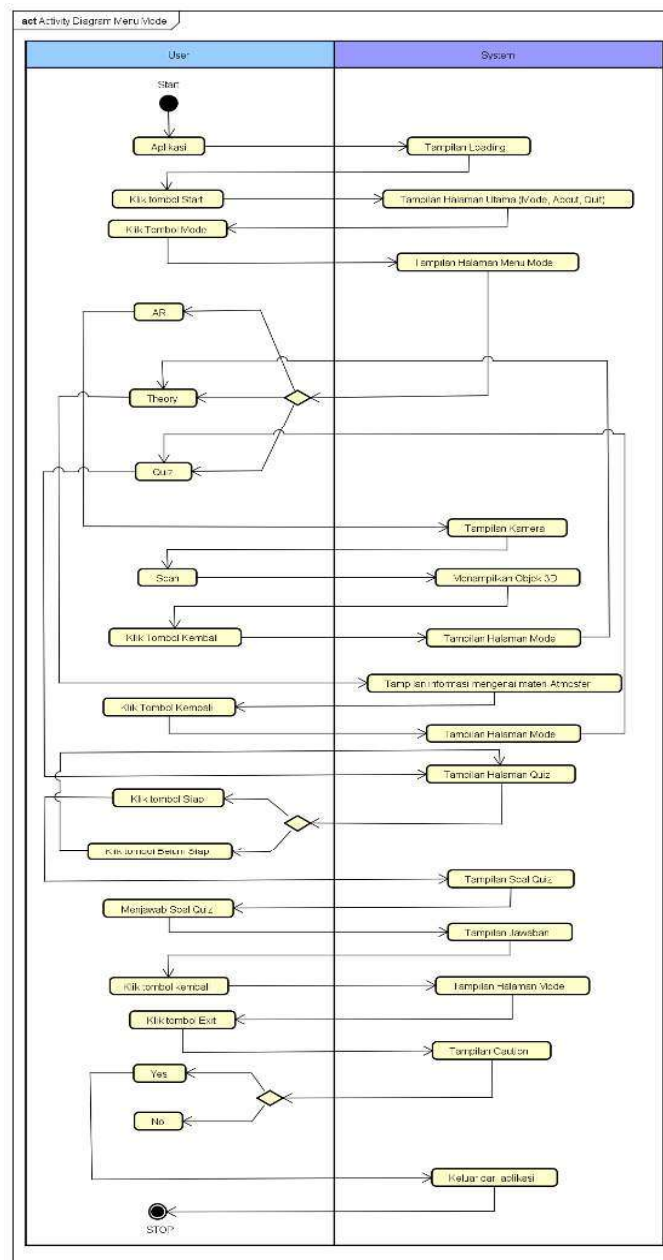 act Activity Diagram Menu Mode
User
System
Start
Aplikasi
Tampilan Loading
Klik tombol Start
Tampilan Halaman Utama (Mode, About, Quit)
Klik Tombol Mode
Tampilan Halaman Menu Mode
AR
Theory
Quiz
Tampilan Kamera
Scan
Menampilkan Objek 3D
Klik Tombol Kembali
Tampilan Halaman Mode
Tampilan informasi mengenai materi Atmosfer
Klik Tombol Kembali
Tampilan Halaman Mode
Tampilan Halaman Quiz
Klik tombol Siap
Klik tombol Belum Siap
Tampilan Soal Quiz
Menjawab Soal Quiz
Tampilan Jawaban
Klik tombol kembali
Tampilan Halaman Mode
Klik tombol Exit
Tampilan Caution
Yes
No
Keluar dari aplikasi
STOP